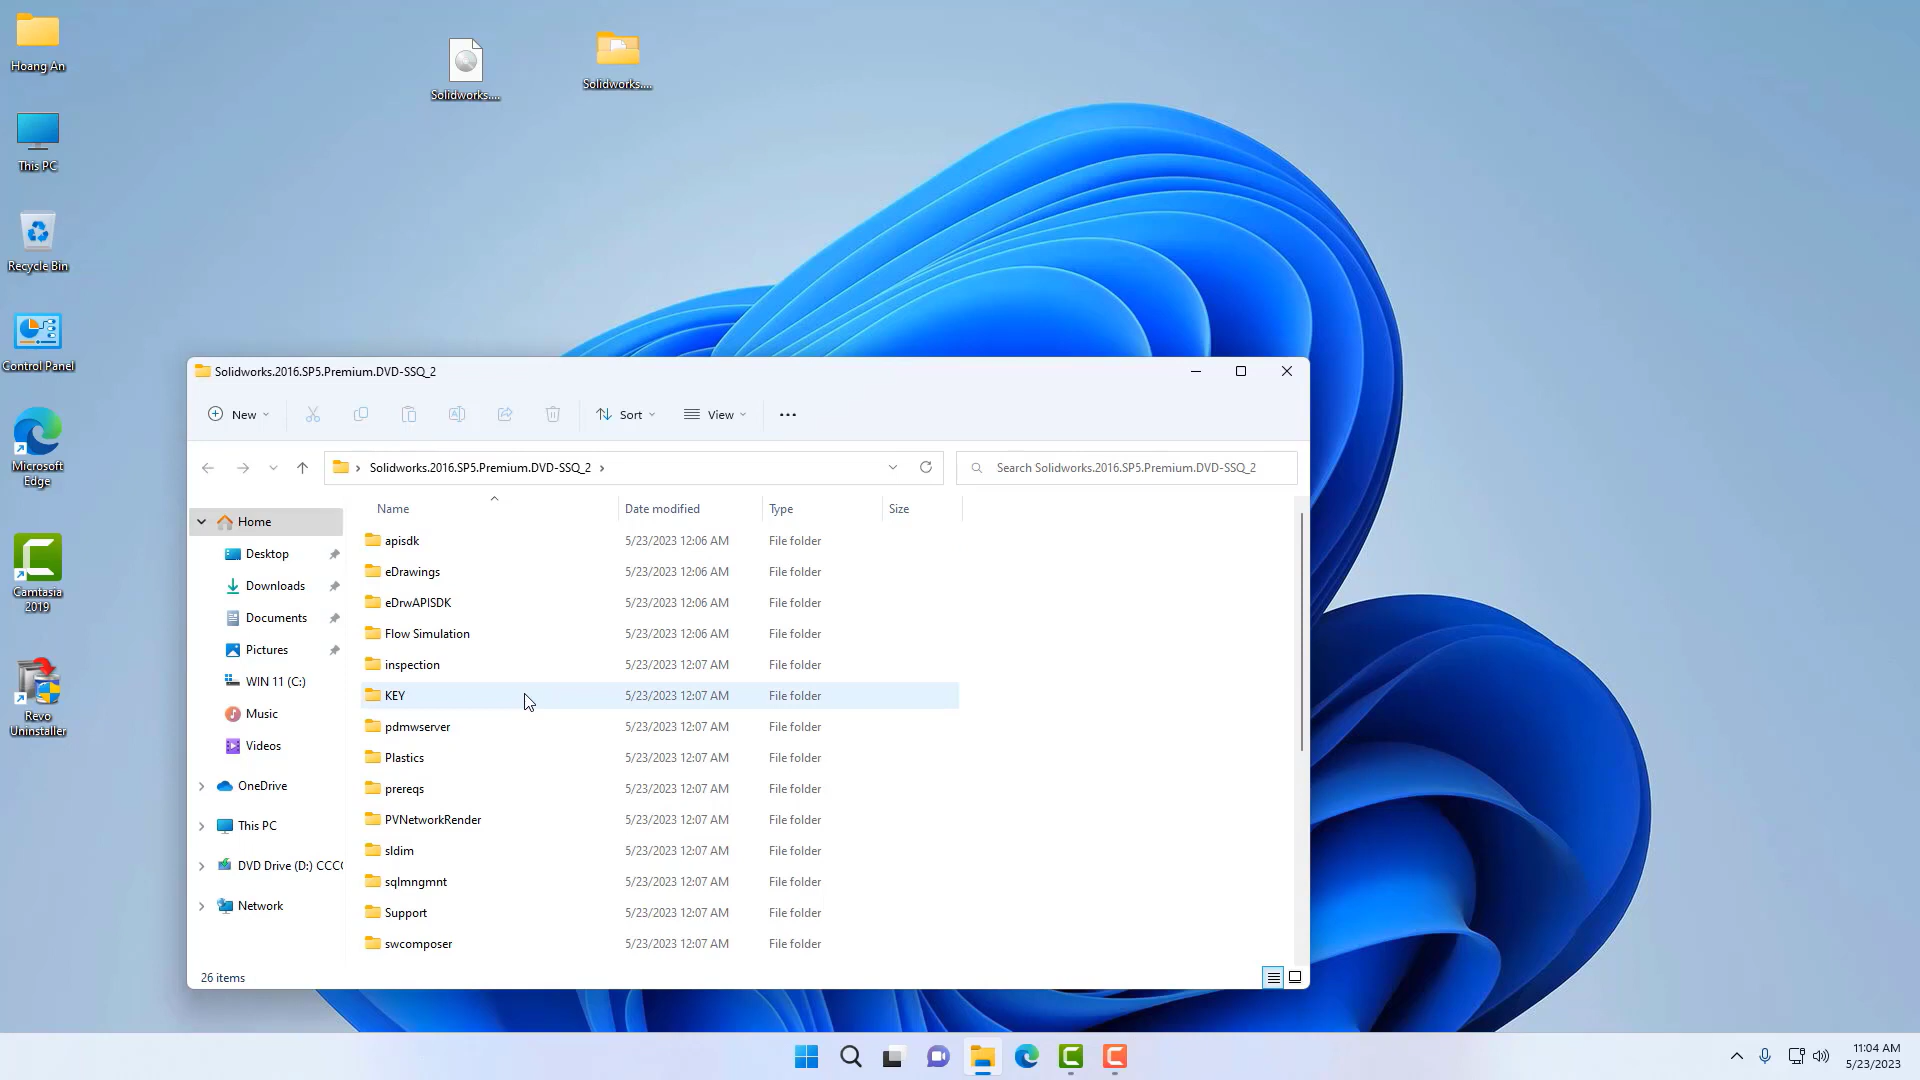 Hoang An
This PC
Recycle Bin
Control Panel
Microsoft
Edge
Camtasia
2019
Revo
Uninstaller
Solidworks....
Solidworks....
Solidworks.2016.SP5.Premium.DVD-SSQ_2
New
Sort
View
Solidworks.2016.SP5.Premium.DVD-SSQ_2
Search Solidworks.2016.SP5.Premium.DVD-SSQ_2
Home
Desktop
Downloads
Documents
Pictures
WIN 11 (C:)
Music
Videos
OneDrive
This PC
DVD Drive (D:) CCC
Network
Name Date modified Type Size
apisdk 5/23/2023 12:06 AM File folder
eDrawings 5/23/2023 12:06 AM File folder
eDrwAPISDK 5/23/2023 12:06 AM File folder
Flow Simulation 5/23/2023 12:06 AM File folder
inspection 5/23/2023 12:07 AM File folder
KEY 5/23/2023 12:07 AM File folder
pdmwserver 5/23/2023 12:07 AM File folder
Plastics 5/23/2023 12:07 AM File folder
prereqs 5/23/2023 12:07 AM File folder
PVNetworkRender 5/23/2023 12:07 AM File folder
sldim 5/23/2023 12:07 AM File folder
sqlmngmnt 5/23/2023 12:07 AM File folder
Support 5/23/2023 12:07 AM File folder
swcomposer 5/23/2023 12:07 AM File folder
26 items
11:04 AM
5/23/2023